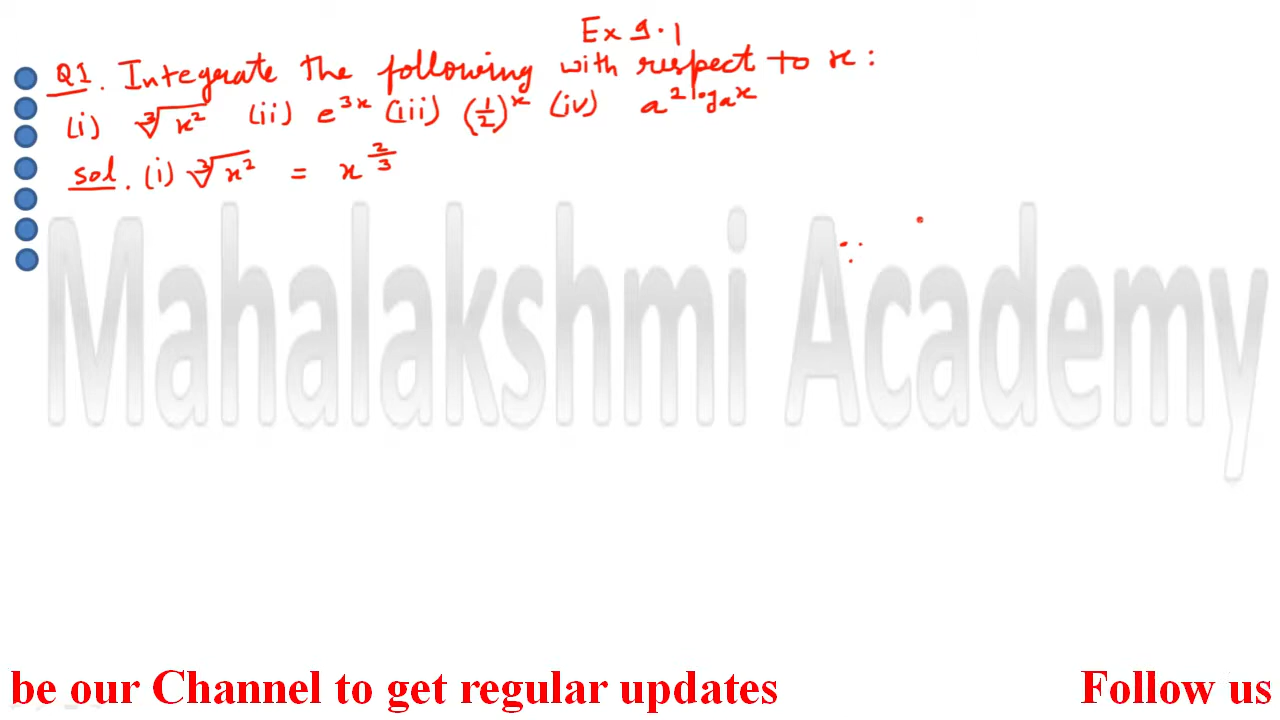 Ex 9.1
Q1. Integrate the following with respect to x:
(i) ∛x² (ii) e^3x (iii) (1/2)^x (iv) a^2 log_a x
Sol. (i) ∛x² = x^2/3
Mahalakshmi Academy
be our Channel to get regular updates Follow us